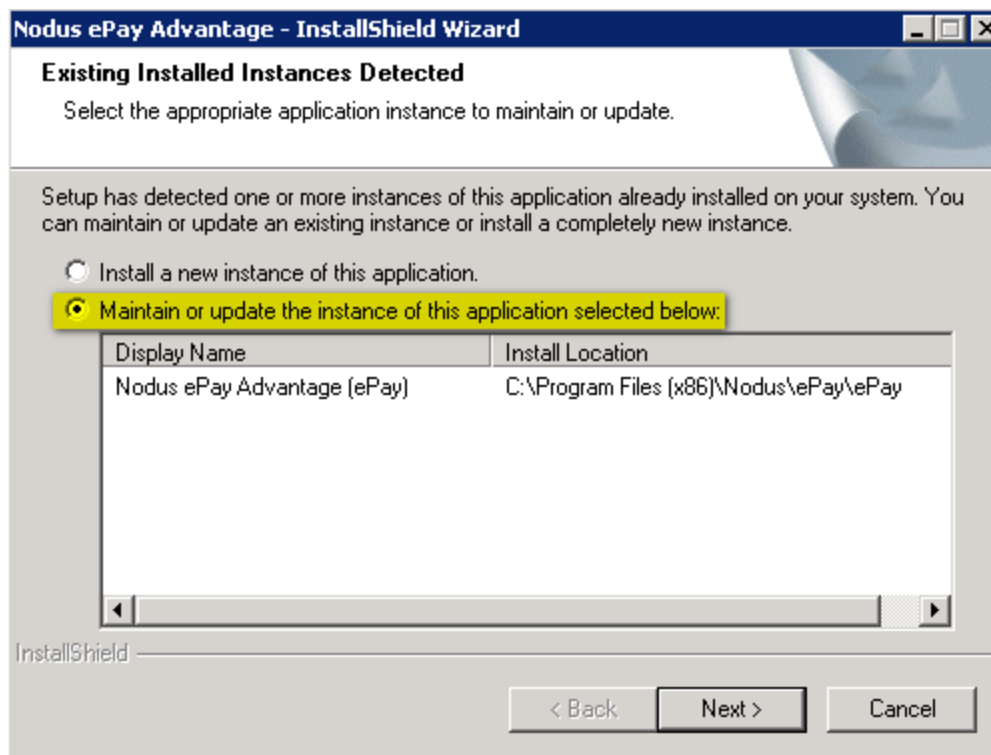 Nodus ePay Advantage - InstallShield Wizard
Existing Installed Instances Detected
Select the appropriate application instance to maintain or update.
Setup has detected one or more instances of this application already installed on your system. You
can maintain or update an existing instance or install a completely new instance.
Install a new instance of this application.
Maintain or update the instance of this application selected below:
Display Name Install Location
Nodus ePay Advantage (ePay) C:\Program Files (x86)\Nodus\ePay\ePay
InstallShield
< Back Next > Cancel